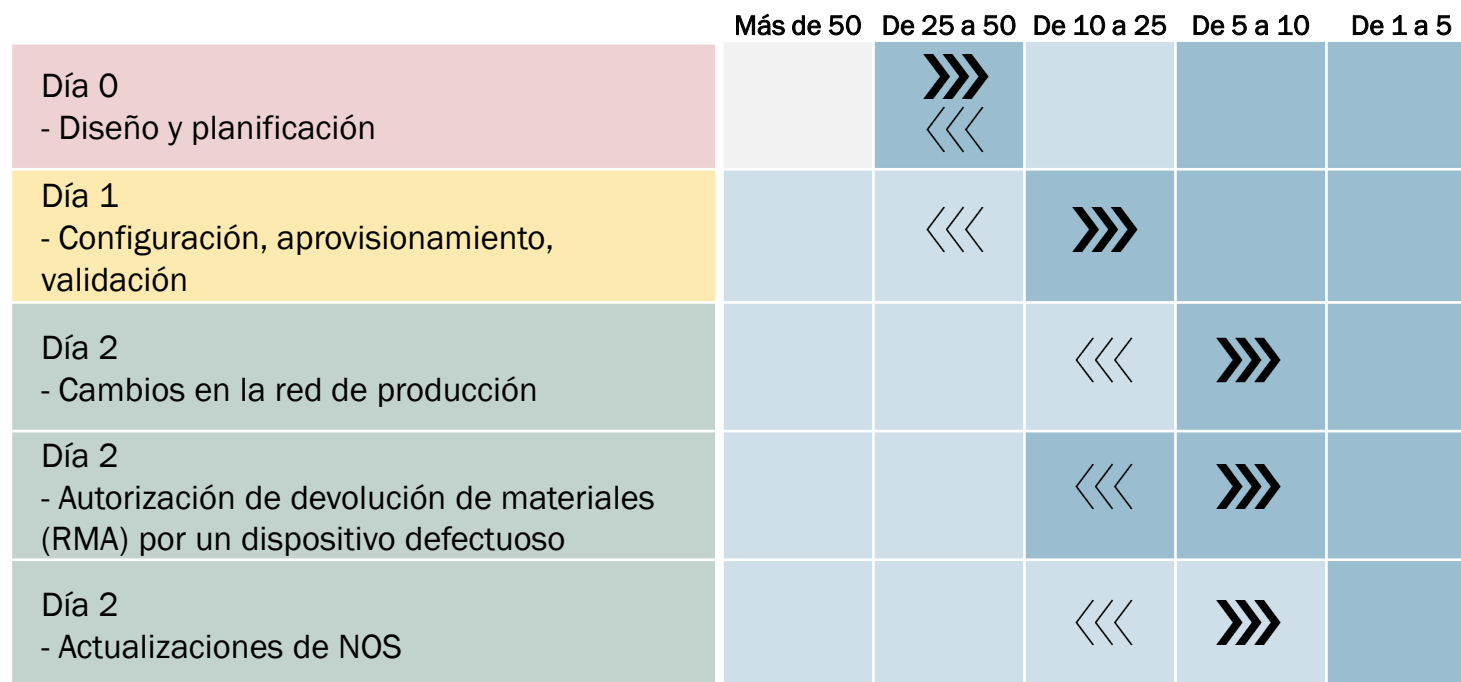 Más de 50 De 25 a 50 De 10 a 25 De 5 a 10 De 1 a 5
Día 0
- Diseño y planificación
Día 1
- Configuración, aprovisionamiento,
validación
Día 2
- Cambios en la red de producción
Día 2
- Autorización de devolución de materiales
(RMA) por un dispositivo defectuoso
Día 2
- Actualizaciones de NOS